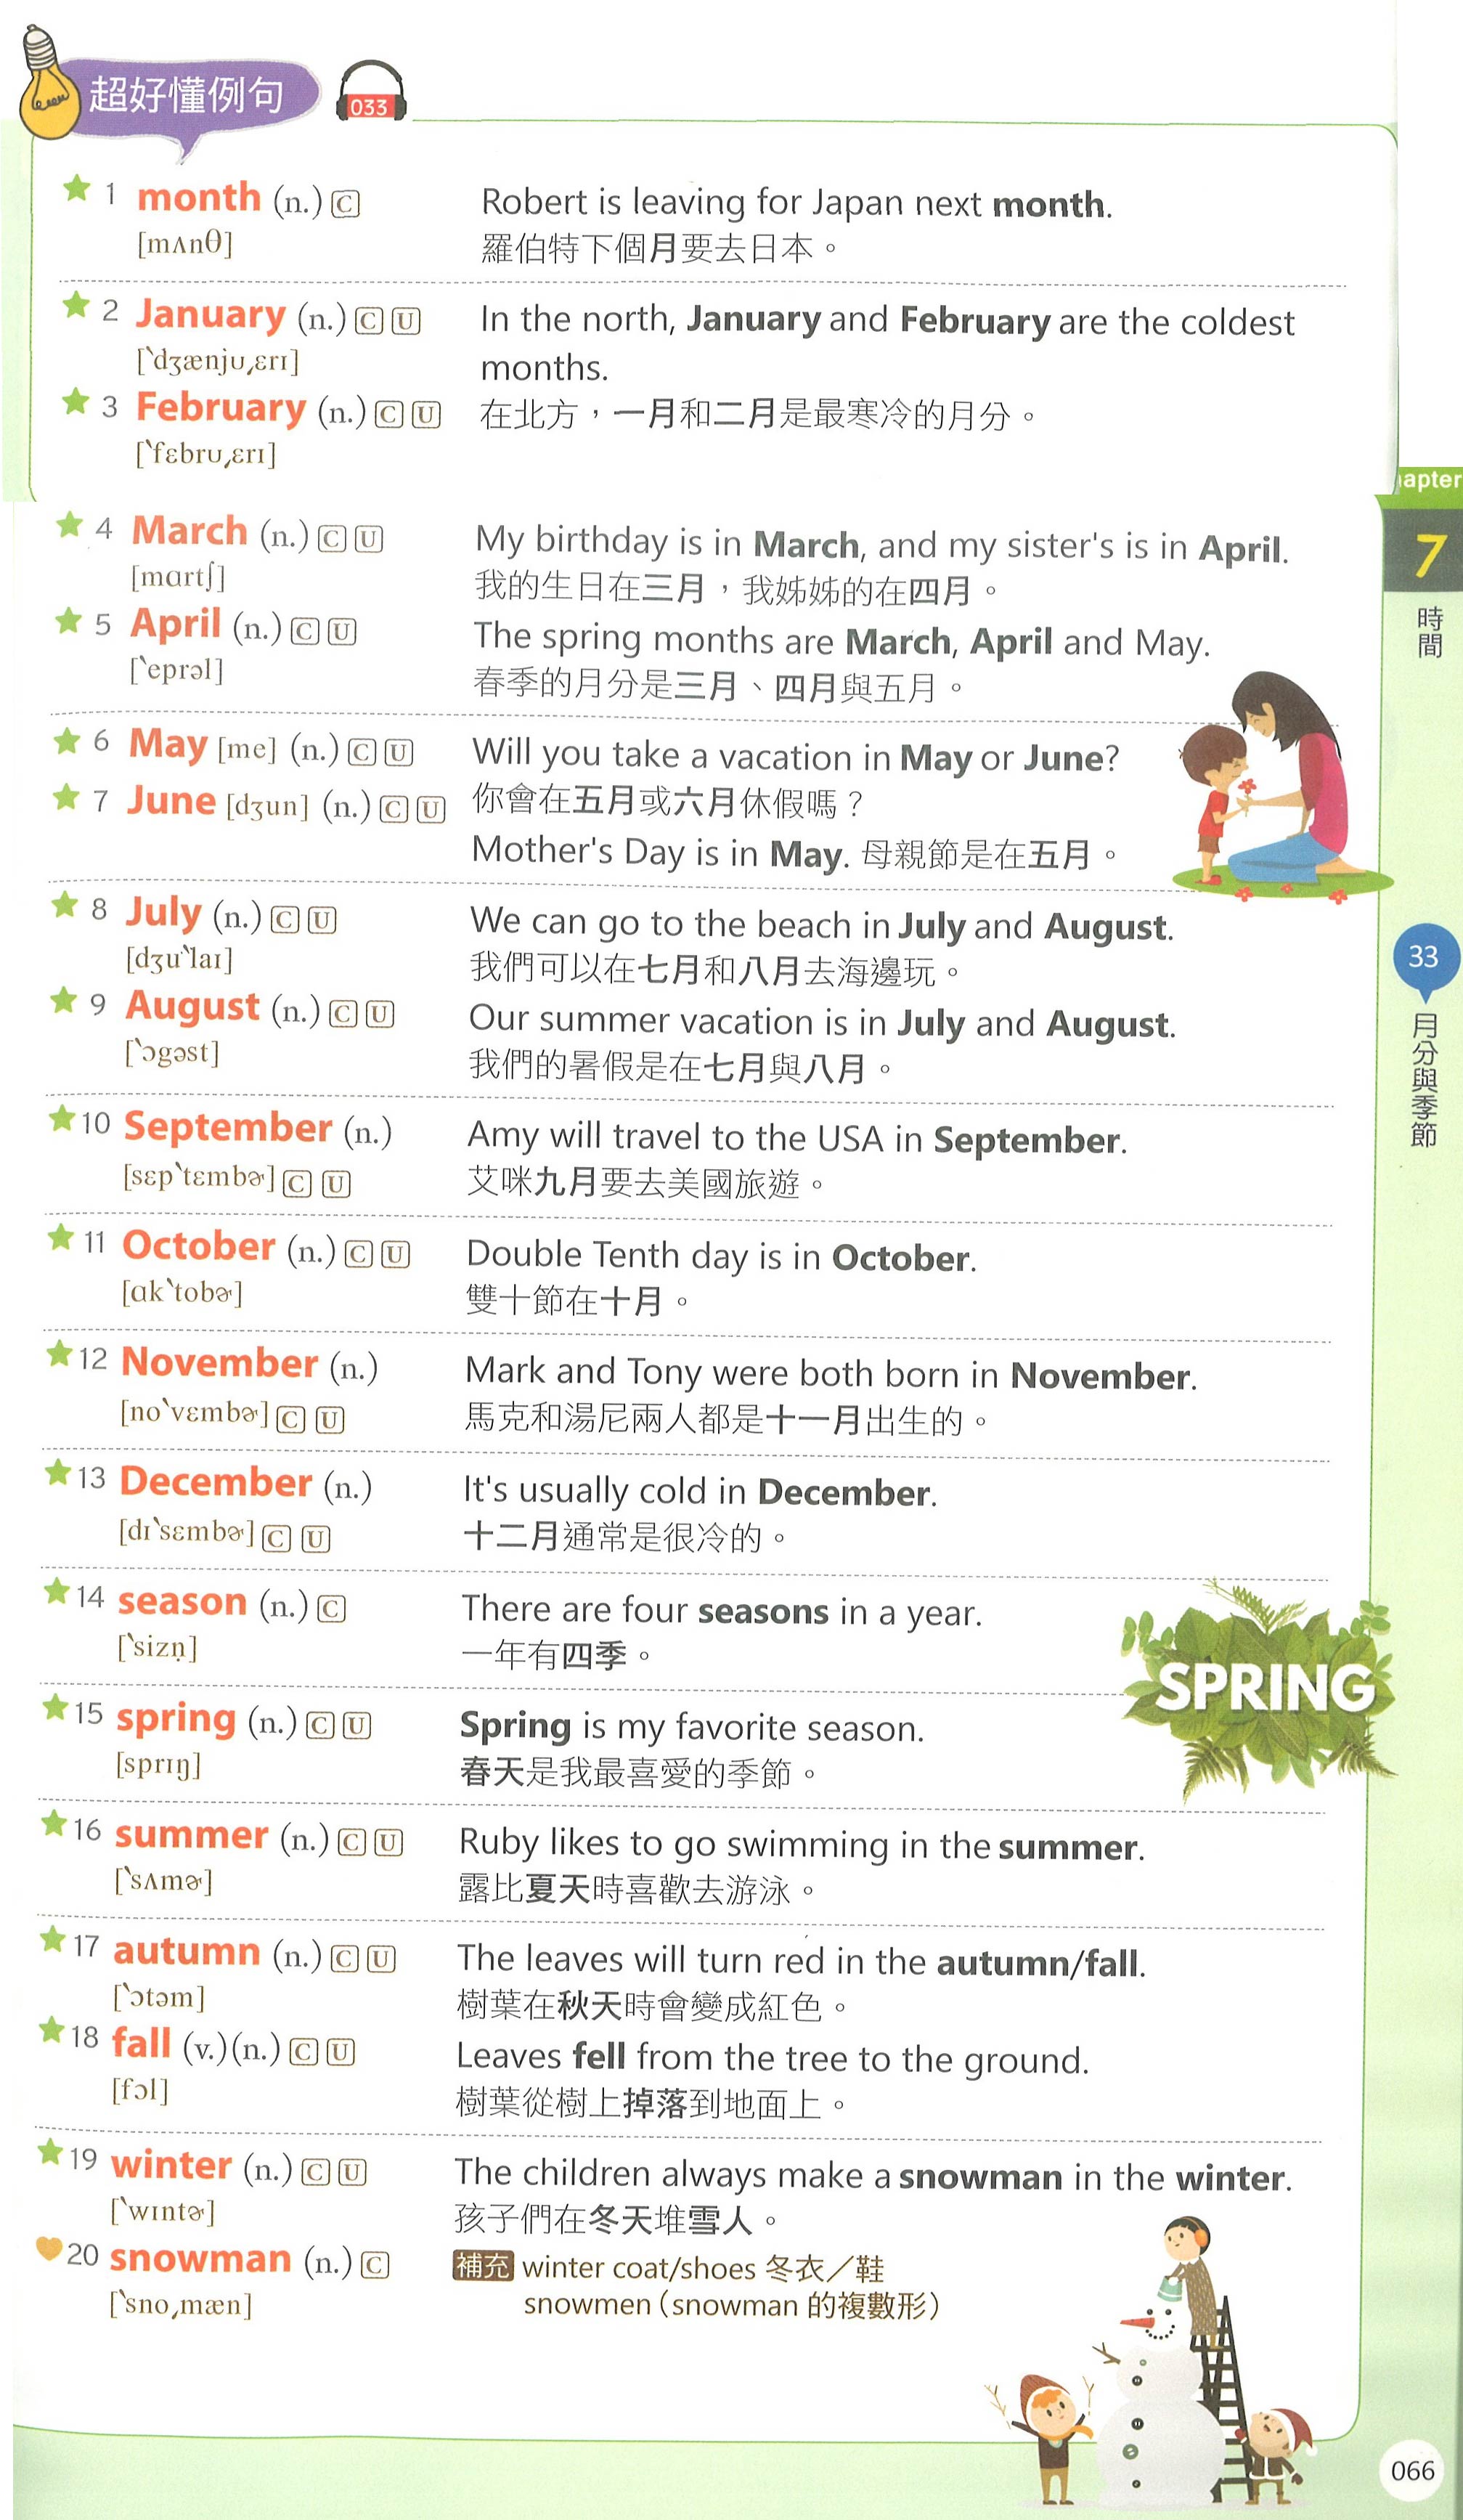 超好懂例句 033
1 month (n.) C
[mʌnθ]
Robert is leaving for Japan next month.
羅伯特下個月要去日本。
2 January (n.) C U
[ˋdʒænjʊˏɛrɪ]
3 February (n.) C U
[ˋfɛbrʊˏɛrɪ]
In the north, January and February are the coldest
months.
在北方，一月和二月是最寒冷的月分。
4 March (n.) C U
[mɑrtʃ]
5 April (n.) C U
[ˋeprəl]
My birthday is in March, and my sister's is in April.
我的生日在三月，我姊姊的在四月。
The spring months are March, April and May.
春季的月分是三月、四月與五月。
6 May [me] (n.) C U
7 June [dʒun] (n.) C U
Will you take a vacation in May or June?
你會在五月或六月休假嗎？
Mother's Day is in May. 母親節是在五月。
8 July (n.) C U
[dʒuˋlaɪ]
9 August (n.) C U
[ˋɔgəst]
We can go to the beach in July and August.
我們可以在七月和八月去海邊玩。
Our summer vacation is in July and August.
我們的暑假是在七月與八月。
10 September (n.)
[sɛpˋtɛmbɚ] C U
Amy will travel to the USA in September.
艾咪九月要去美國旅遊。
11 October (n.) C U
[ɑkˋtobɚ]
Double Tenth day is in October.
雙十節在十月。
12 November (n.)
[noˋvɛmbɚ] C U
Mark and Tony were both born in November.
馬克和湯尼兩人都是十一月出生的。
13 December (n.)
[dɪˋsɛmbɚ] C U
It's usually cold in December.
十二月通常是很冷的。
14 season (n.) C
[ˋsizṇ]
There are four seasons in a year.
一年有四季。
15 spring (n.) C U
[sprɪŋ]
Spring is my favorite season.
春天是我最喜愛的季節。
SPRING
16 summer (n.) C U
[ˋsʌmɚ]
Ruby likes to go swimming in the summer.
露比夏天時喜歡去游泳。
17 autumn (n.) C U
[ˋɔtəm]
18 fall (v.)(n.) C U
[fɔl]
The leaves will turn red in the autumn/fall.
樹葉在秋天時會變成紅色。
Leaves fell from the tree to the ground.
樹葉從樹上掉落到地面上。
19 winter (n.) C U
[ˋwɪntɚ]
20 snowman (n.) C
[ˋsnoˏmæn]
The children always make a snowman in the winter.
孩子們在冬天堆雪人。
補充 winter coat/shoes 冬衣／鞋
snowmen（snowman 的複數形）
apter
7
時間
33
月分與季節
066